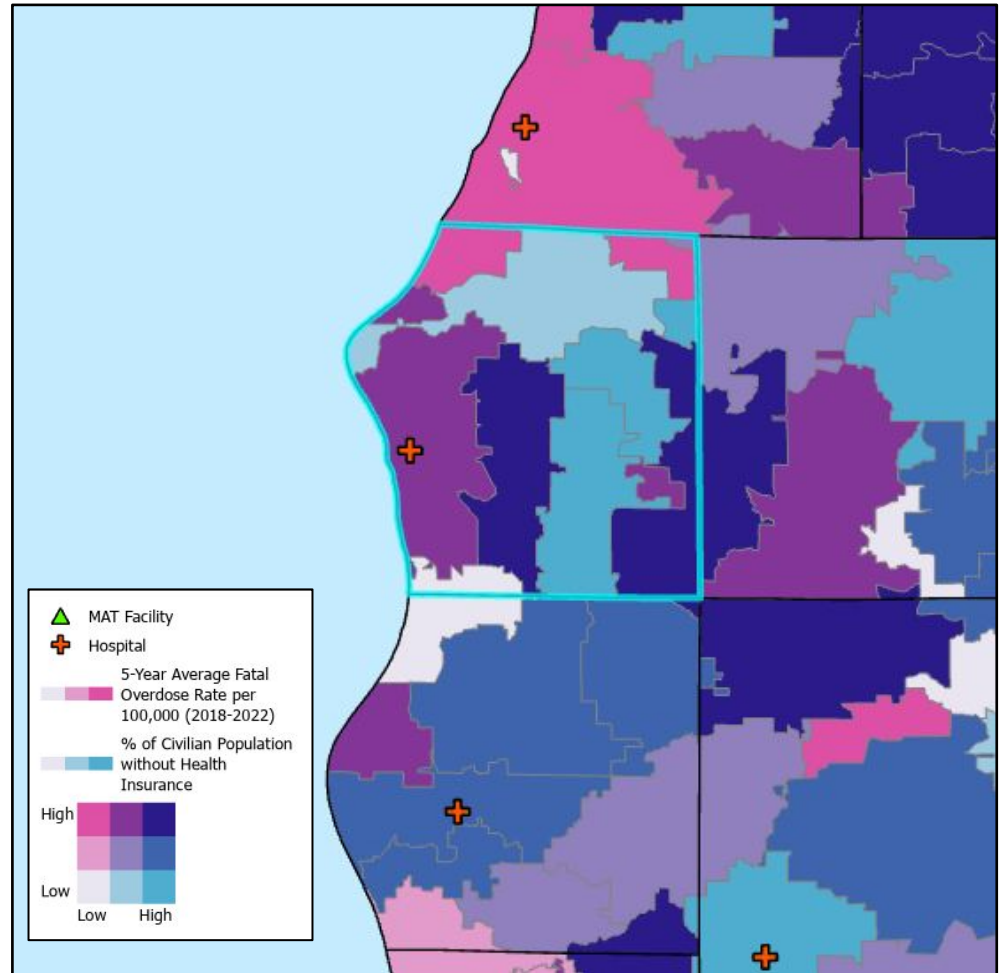 MAT Facility
Hospital
5-Year Average Fatal
Overdose Rate per
100,000 (2018-2022)
% of Civilian Population
without Health
Insurance
High
Low
Low High